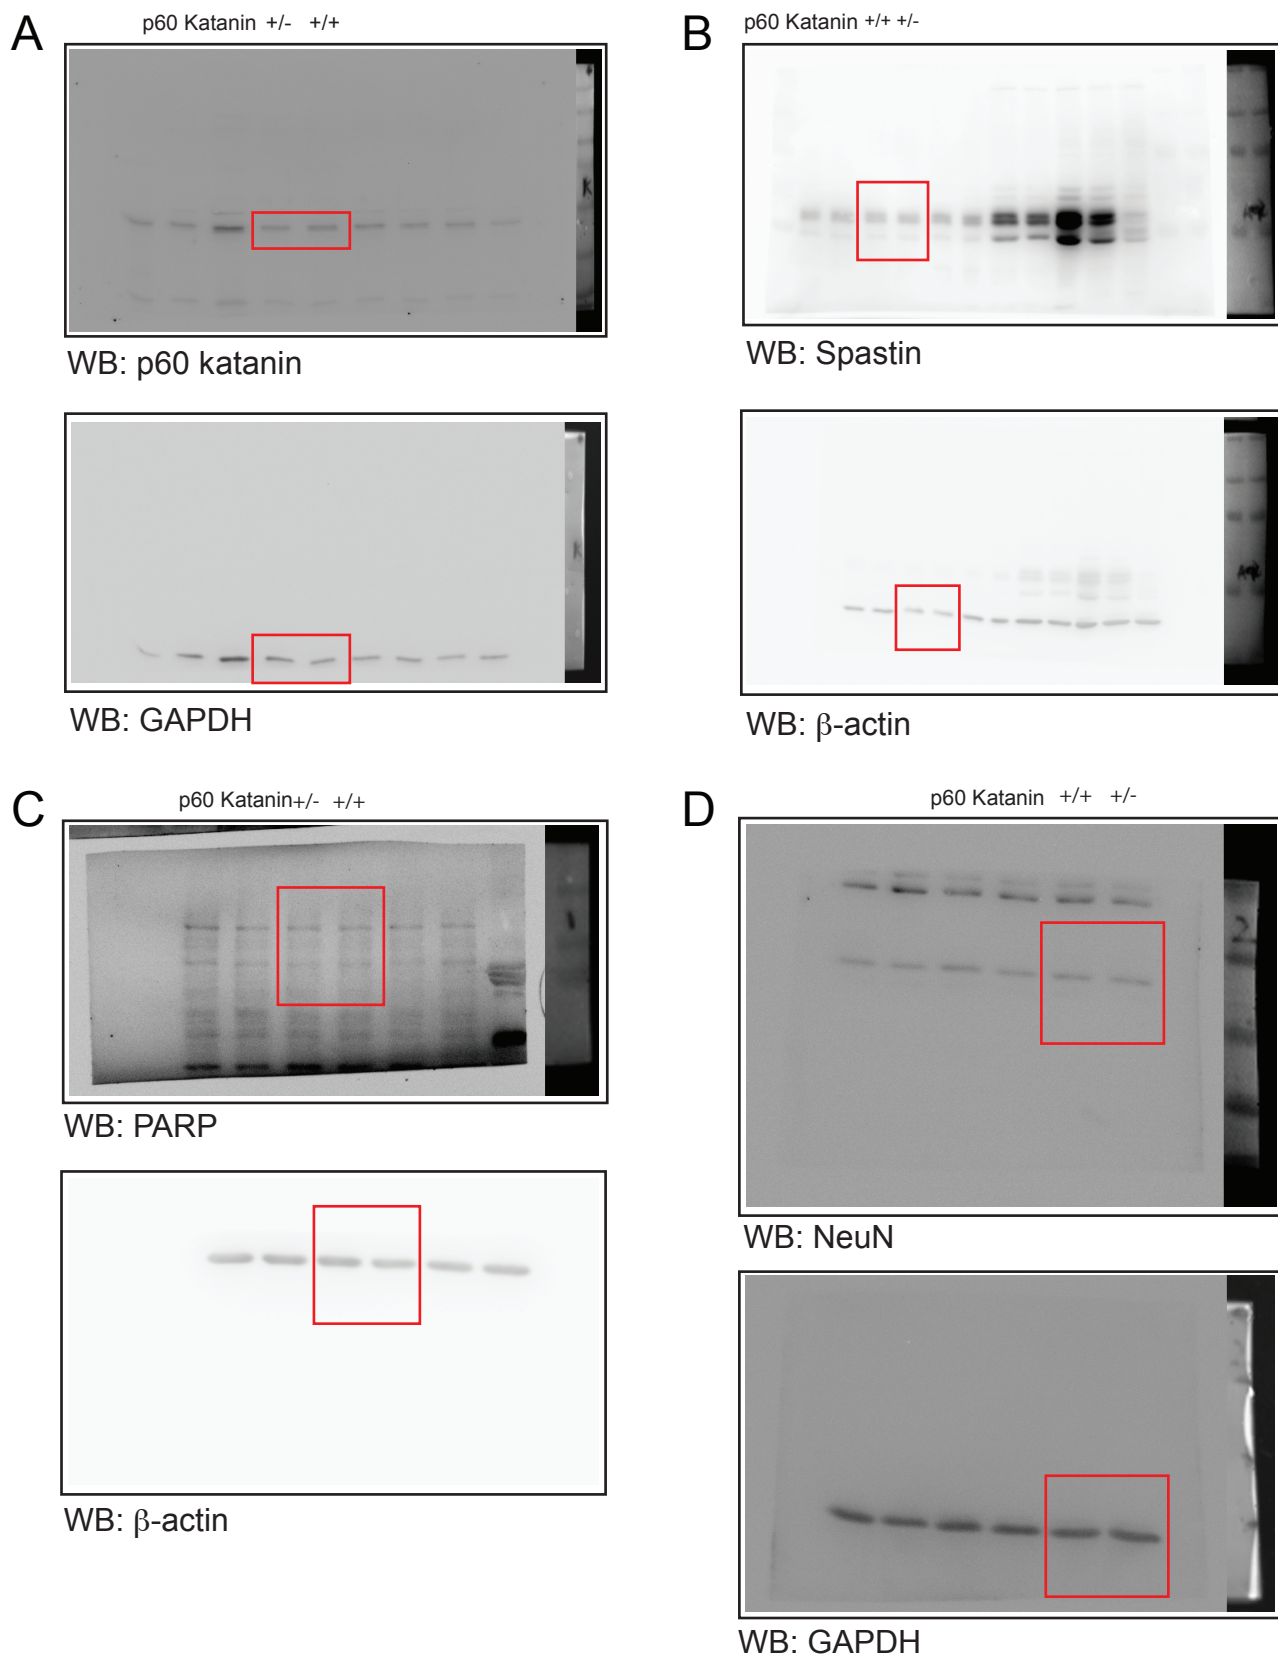 A
p60 Katanin +/- +/+
K
WB: p60 katanin
K
WB: GAPDH
B
p60 Katanin +/+ +/-
WB: Spastin
WB: β-actin
C
p60 Katanin+/- +/+
WB: PARP
WB: β-actin
D
p60 Katanin +/+ +/-
2
WB: NeuN
WB: GAPDH